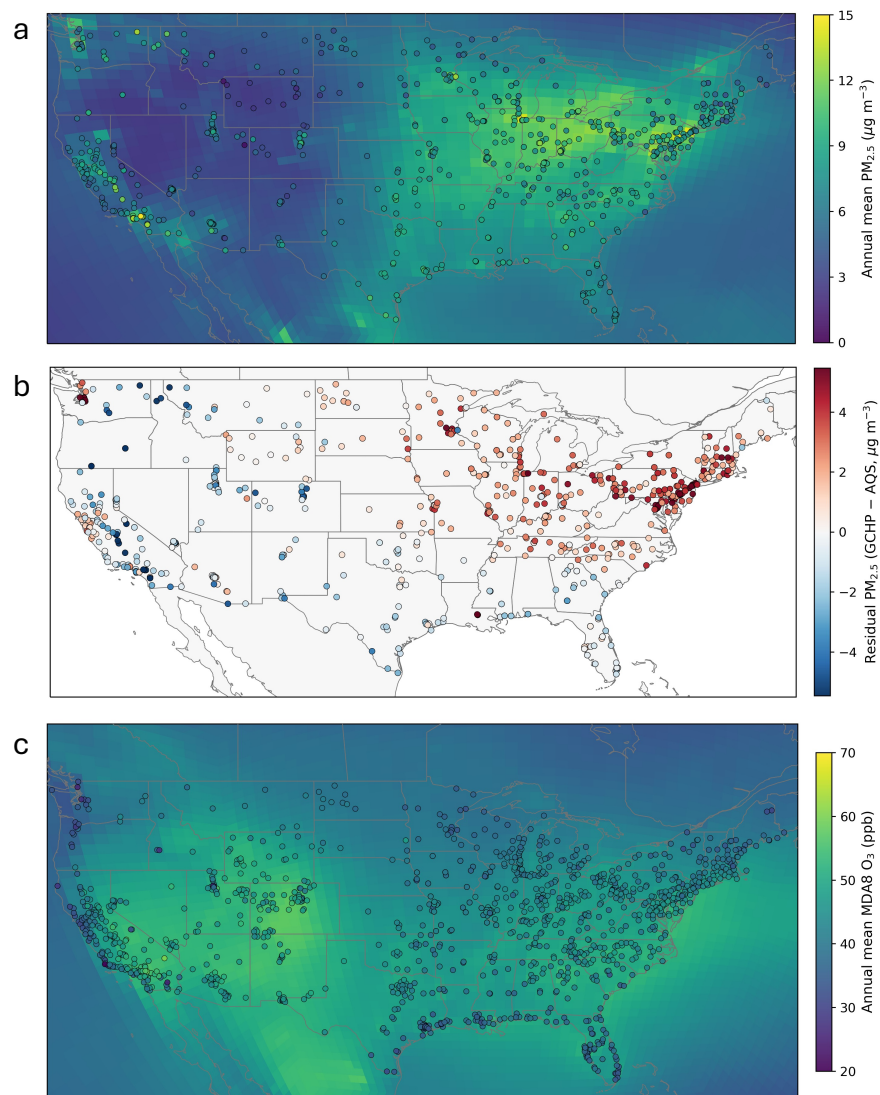 a
15
12
9
6
3
0
Annual mean PM2.5 (μg m−3)
b
4
2
0
−2
−4
Residual PM2.5 (GCHP − AQS, μg m−3)
c
70
60
50
40
30
20
Annual mean MDA8 O3 (ppb)